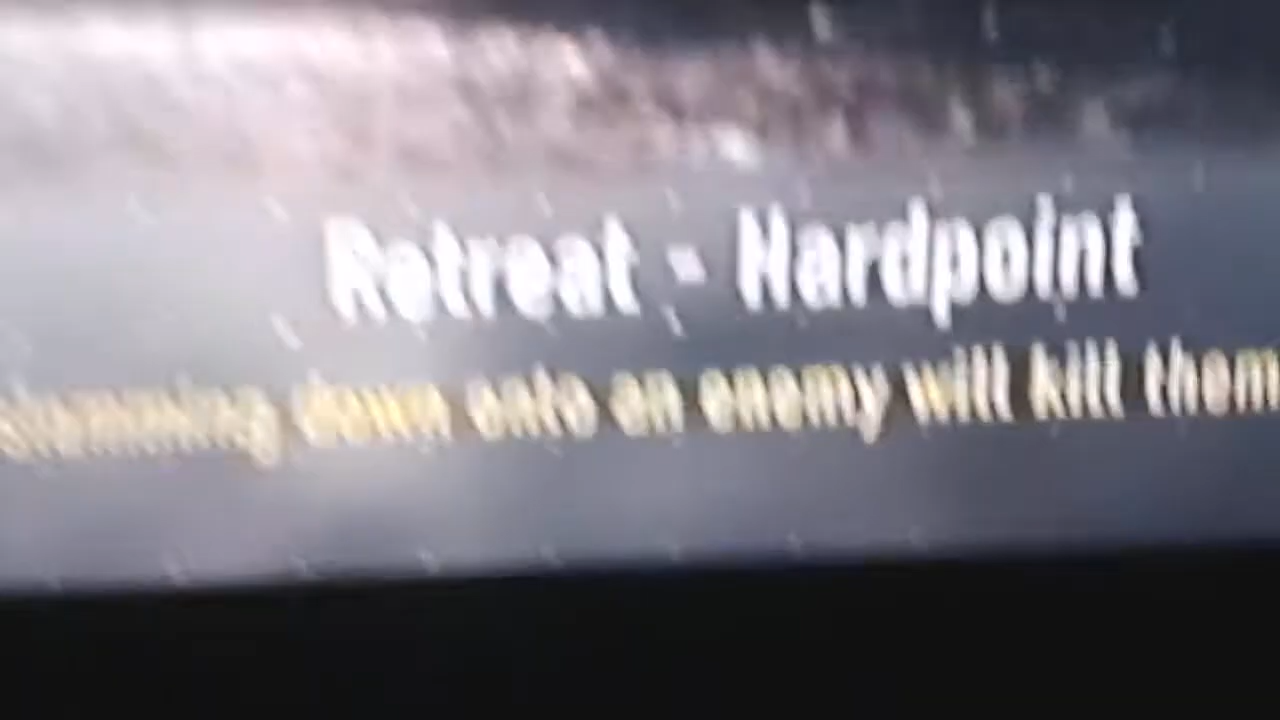 Retreat - Hardpoint
down onto an enemy will kill them